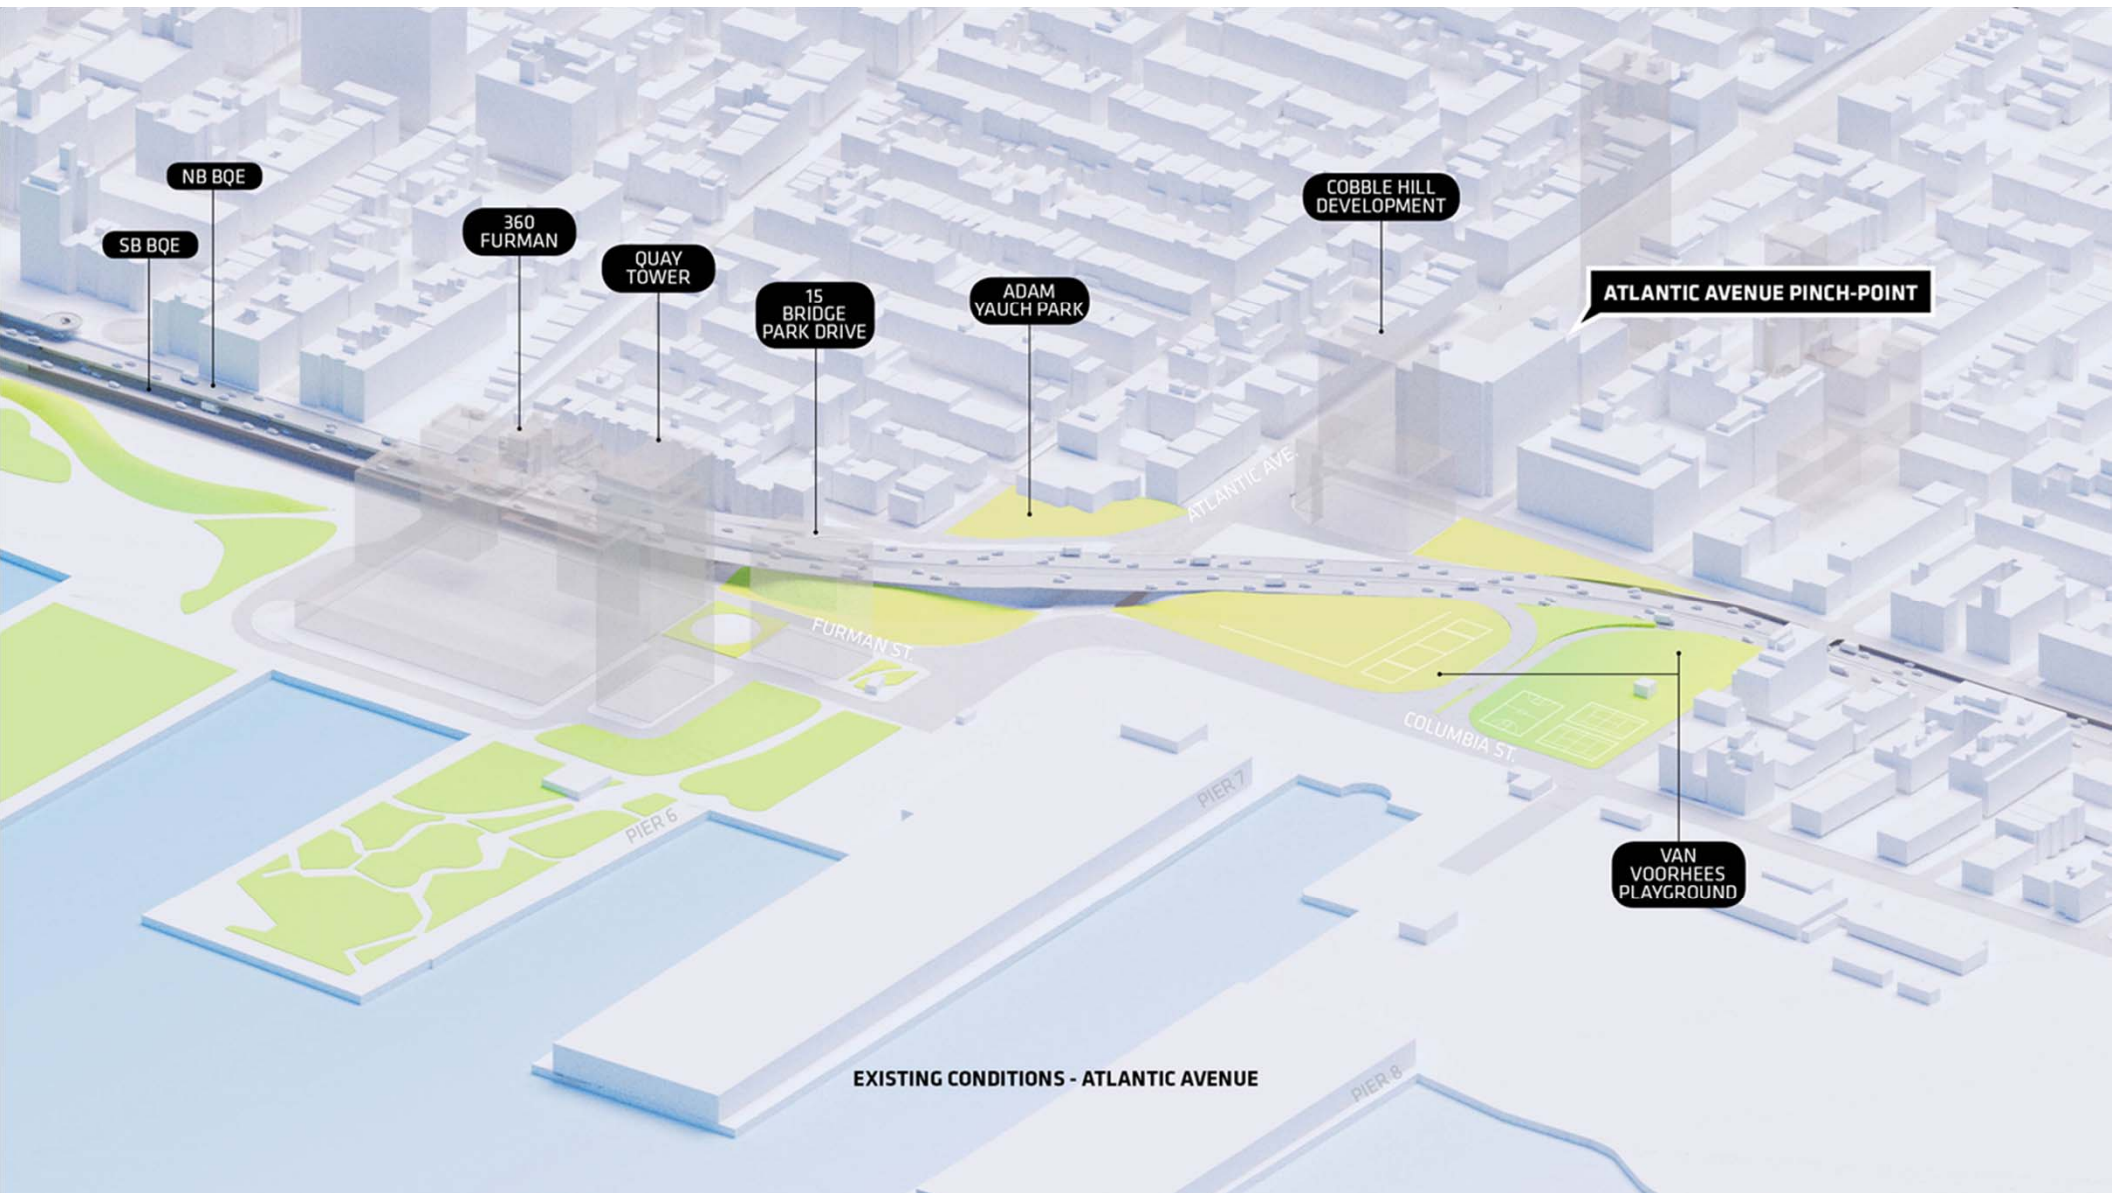 NB BQE
SB BQE
360
FURMAN
QUAY
TOWER
15
BRIDGE
PARK DRIVE
ADAM
YAUCH PARK
COBBLE HILL
DEVELOPMENT
ATLANTIC AVENUE PINCH-POINT
ATLANTIC AVE.
FURMAN ST.
COLUMBIA ST.
PIER 7
PIER 6
VAN
VOORHEES
PLAYGROUND
EXISTING CONDITIONS - ATLANTIC AVENUE
PIER 8